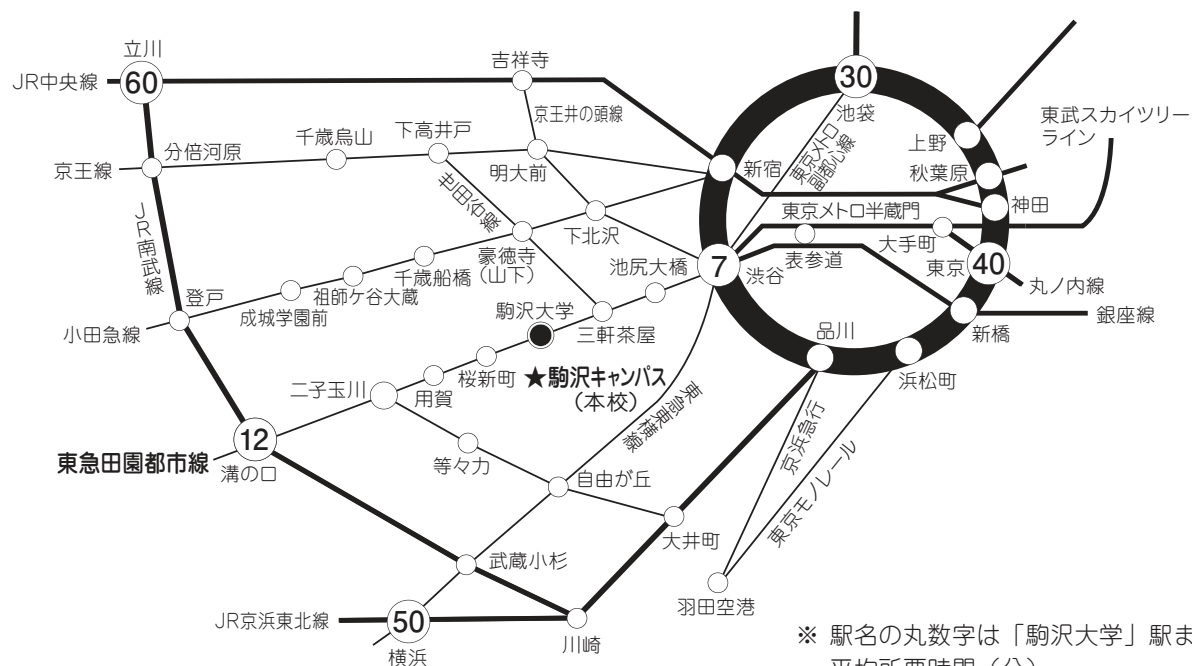 立川
60
JR中央線
吉祥寺
京王井の頭線
30
池袋
東京メトロ
副都心線
上野
東武スカイツリー
ライン
秋葉原
神田
千歳烏山
下高井戸
分倍河原
京王線
明大前
新宿
世田谷線
JR南武線
下北沢
東京メトロ半蔵門
大手町
表参道
東京
40
丸ノ内線
豪徳寺
(山下)
千歳船橋
祖師ケ谷大蔵
成城学園前
登戸
小田急線
池尻大橋
7
渋谷
駒沢大学
三軒茶屋
新橋
銀座線
品川
浜松町
桜新町
★駒沢キャンパス
(本校)
用賀
二子玉川
東急東横線
12
溝の口
東急田園都市線
等々力
自由が丘
京浜急行
東京モノレール
大井町
武蔵小杉
羽田空港
JR京浜東北線
50
横浜
川崎
※ 駅名の丸数字は「駒沢大学」駅ま
平均所要時間(分)